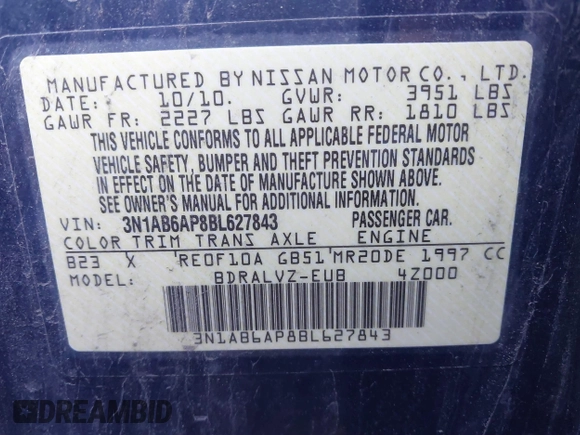 MANUFACTURED BY NISSAN MOTOR CO., LTD.
DATE: 10/10. GVWR: 3951 LBS
GAWR FR: 2227 LBS GAWR RR: 1810 LBS
THIS VEHICLE CONFORMS TO ALL APPLICABLE FEDERAL MOTOR
VEHICLE SAFETY, BUMPER AND THEFT PREVENTION STANDARDS
IN EFFECT ON THE DATE OF MANUFACTURE SHOWN ABOVE.
SEE OWNER'S MANUAL FOR ADDITIONAL INFORMATION.
VIN: 3N1AB6AP8BL627843 PASSENGER CAR.
COLOR TRIM TRANS AXLE ENGINE
B23 X RE0F10A GB51 MR20DE 1997 CC
MODEL: BDRALVZ-EUB 4Z000
3N1AB6AP8BL627843
DREAMBID